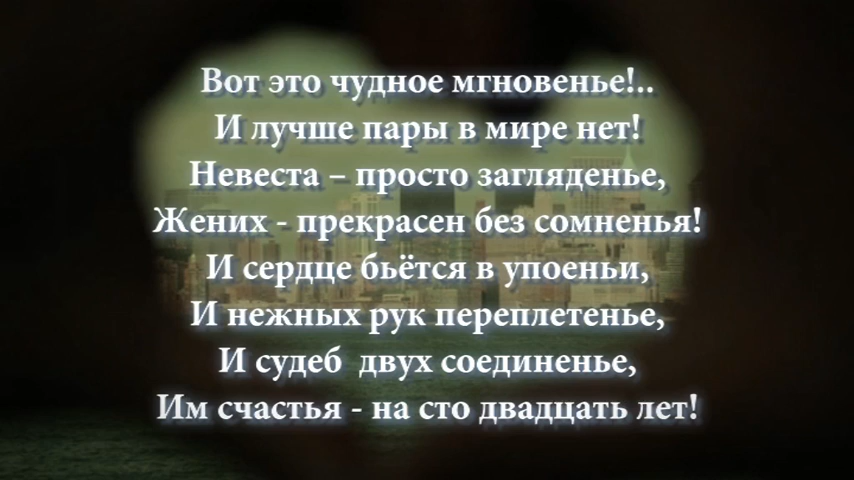 Вот это чудное мгновенье!..
И лучше пары в мире нет!
Невеста – просто загляденье,
Жених - прекрасен без сомненья!
И сердце бьётся в упоеньи,
И нежных рук переплетенье,
И судеб  двух соединенье,
Им счастья - на сто двадцать лет!